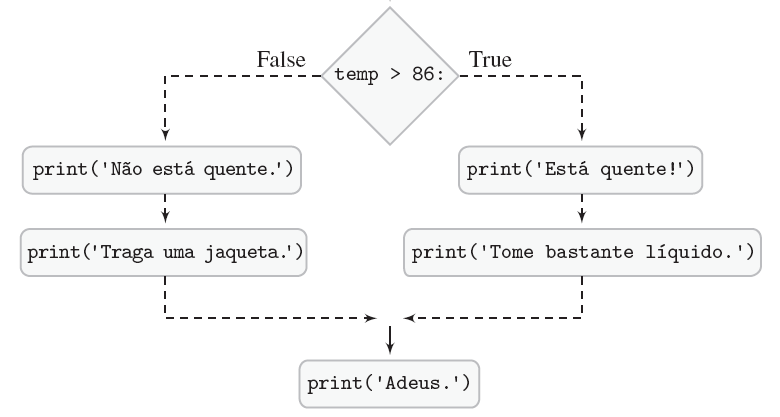 False
temp > 86:
True
print('Não está quente.')
print('Está quente!')
print('Traga uma jaqueta.')
print('Tome bastante líquido.')
print('Adeus.')